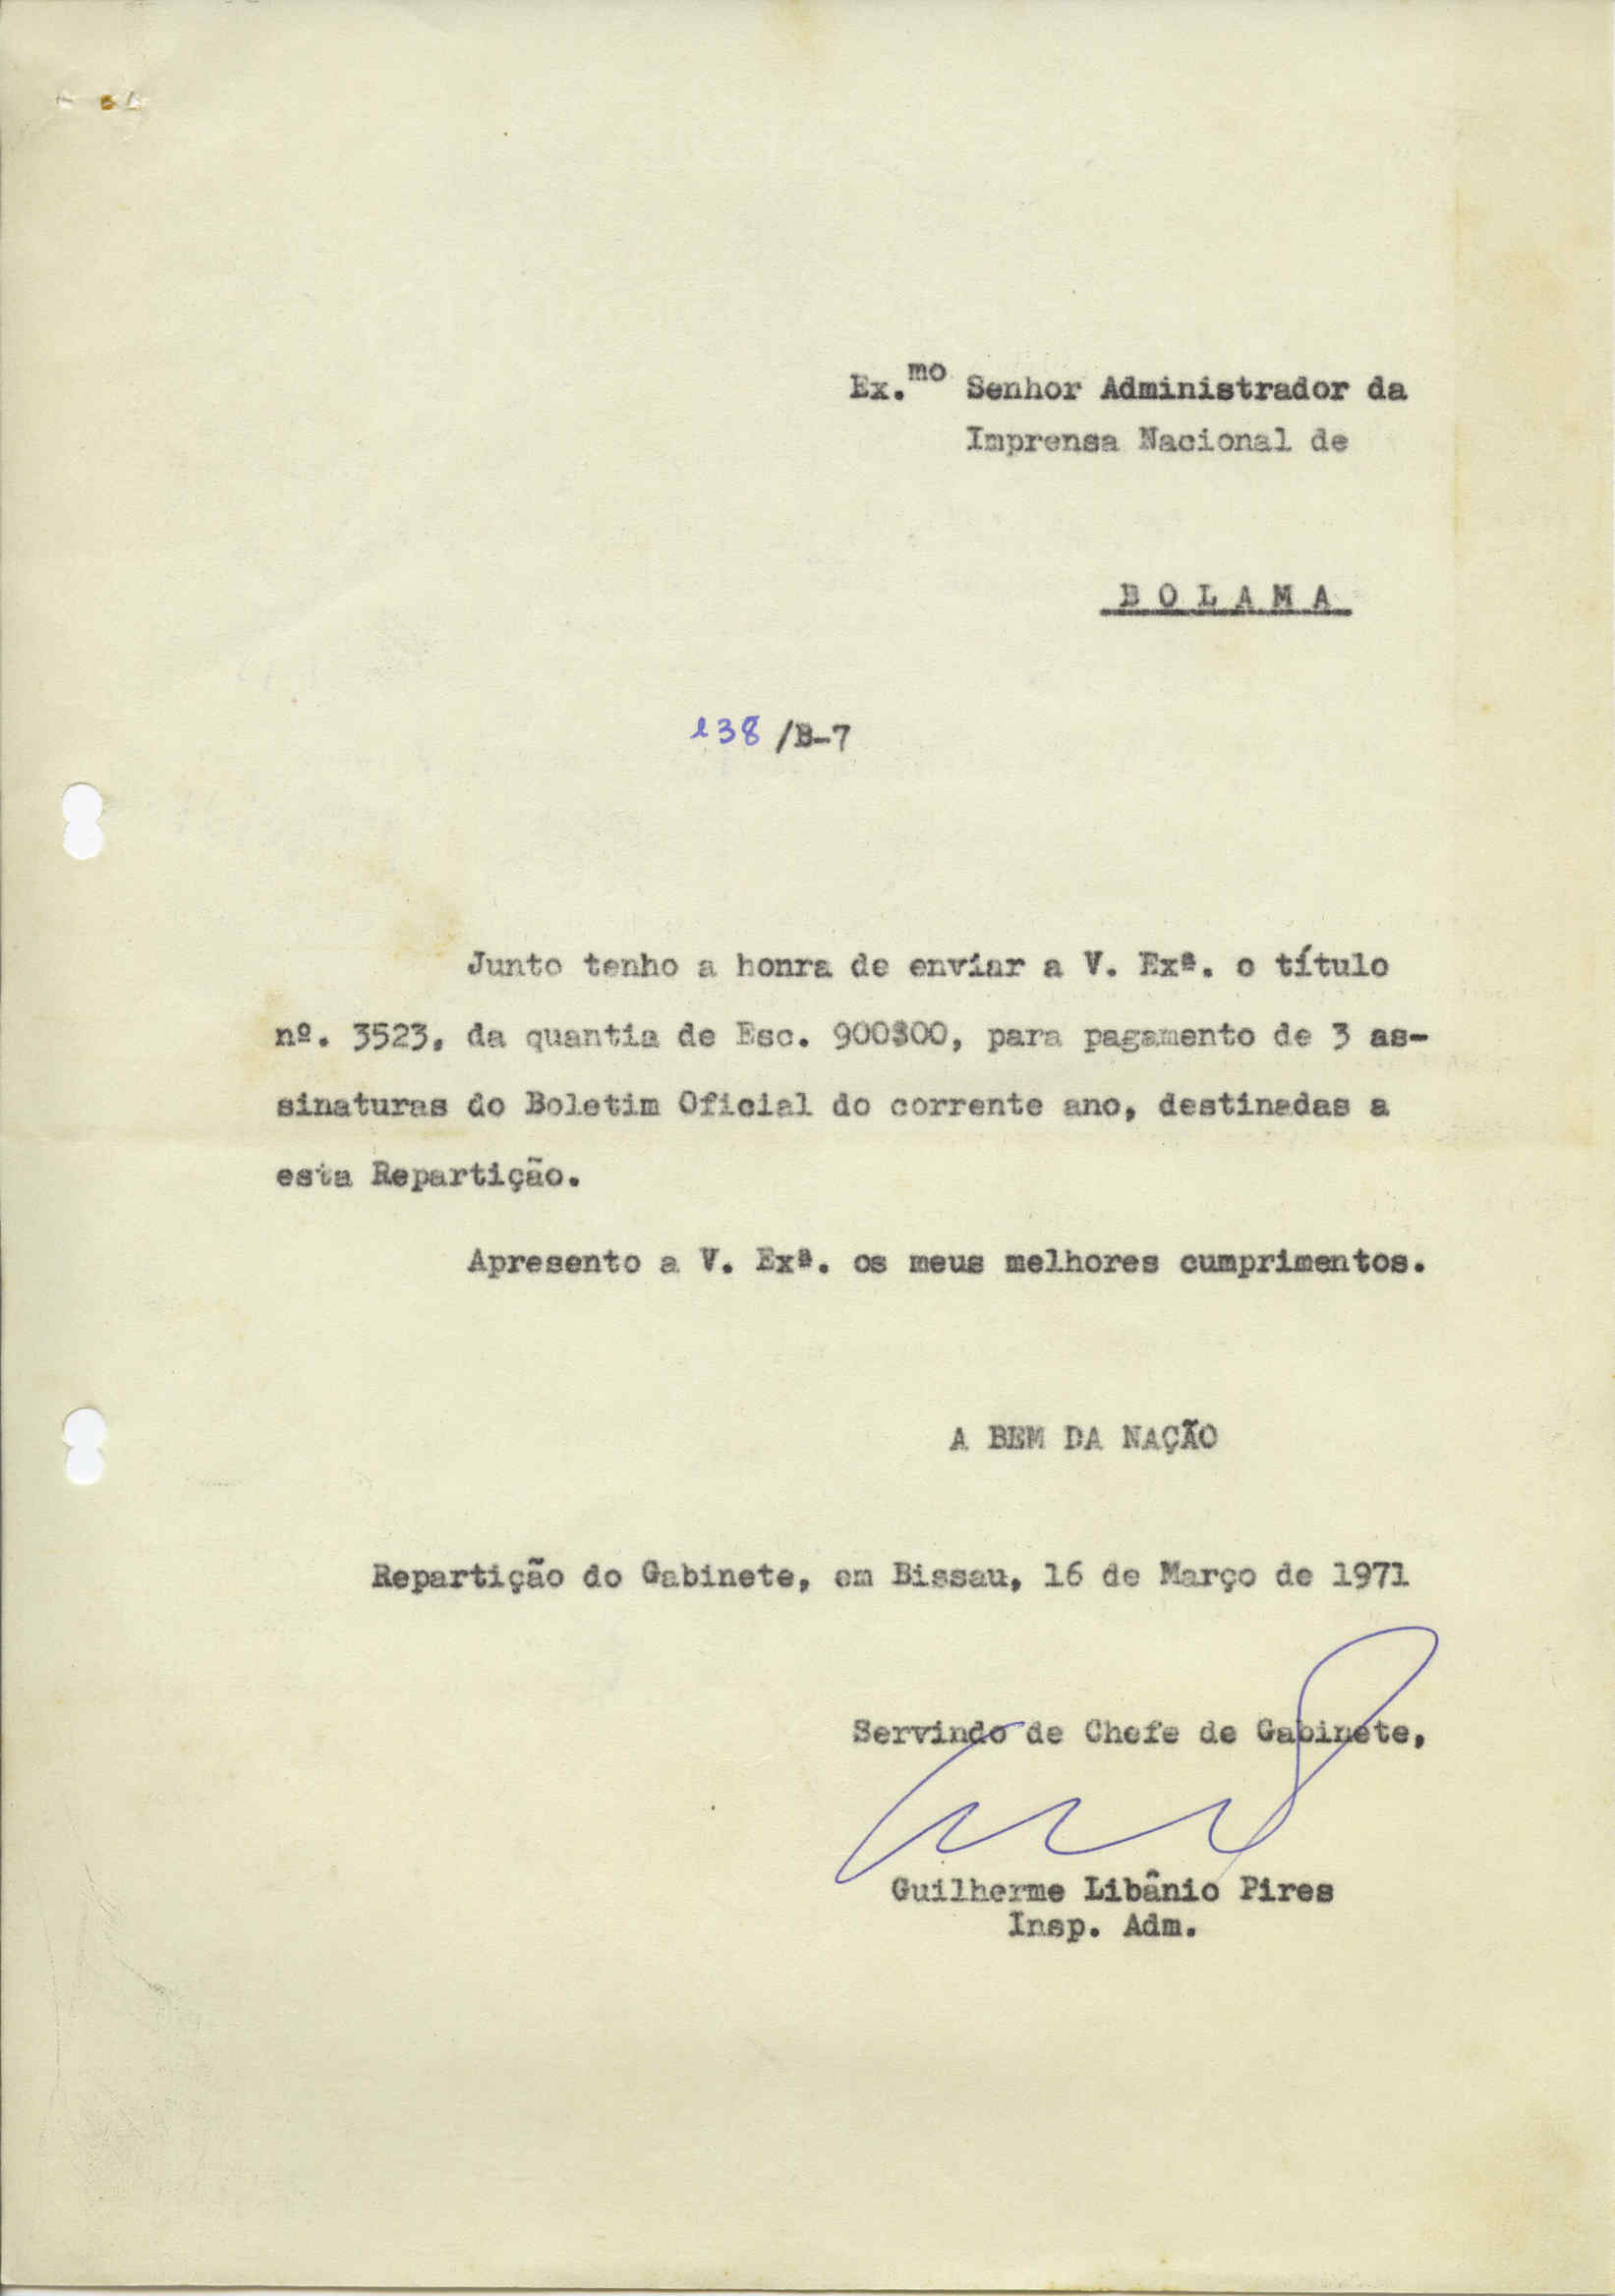 Ex.mo Senhor Administrador da
Imprensa Nacional de
BOLAMA
138/B-7
Junto tenho a honra de enviar a V. Exª. o título
nº. 3523, da quantia de Esc. 900$00, para pagamento de 3 as-
sinaturas do Boletim Oficial do corrente ano, destinadas a
esta Repartição.
Apresento a V. Exª. os meus melhores cumprimentos.
A BEM DA NAÇÃO
Repartição do Gabinete, em Bissau, 16 de Março de 1971
Servindo de Chefe de Gabinete,
Guilherme Libânio Pires
Insp. Adm.